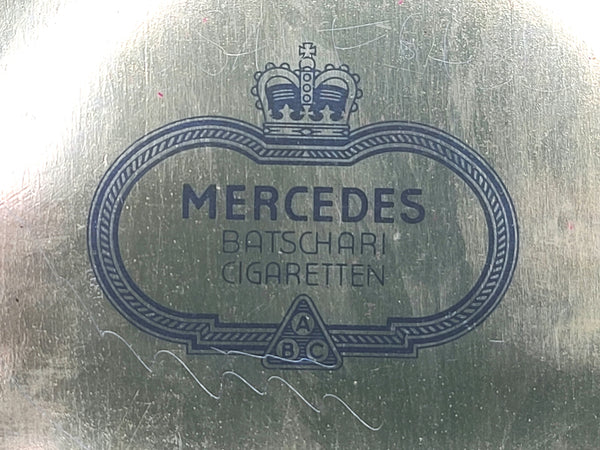 MERCEDES
BATSCHARI
CIGARETTEN
A
B C